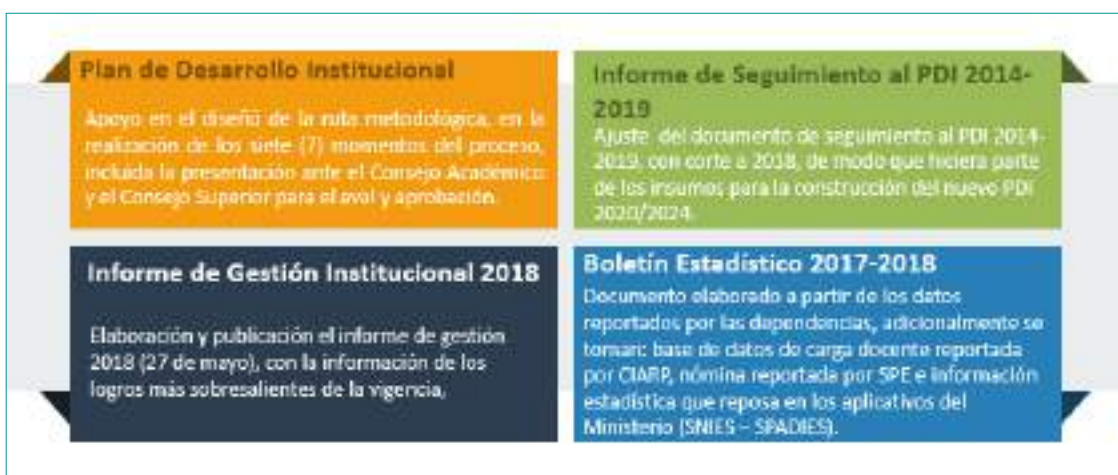 Plan de Desarrollo Institucional
Apoyo en el diseño de la ruta metodológica, en la
realización de los siete (7) momentos del proceso,
incluida la presentación ante el Consejo Académico
y el Consejo Superior para el aval y aprobación.
Informe de Seguimiento al PDI 2014-
2019
Ajuste del documento de seguimiento al PDI 2014-
2019, con corte a 2018, de modo que hiciera parte
de los insumos para la construcción del nuevo PDI
2020/2024.
Informe de Gestión Institucional 2018
Elaboración y publicación el informe de gestión
2018 (27 de mayo), con la información de los
logros más sobresalientes de la vigencia,
Boletín Estadístico 2017-2018
Documento elaborado a partir de los datos
reportados por las dependencias, adicionalmente se
toman: base de datos de carga docente reportada
por CIARP, nómina reportada por SPE e información
estadística que reposa en los aplicativos del
Ministerio (SNIES – SPADIES).